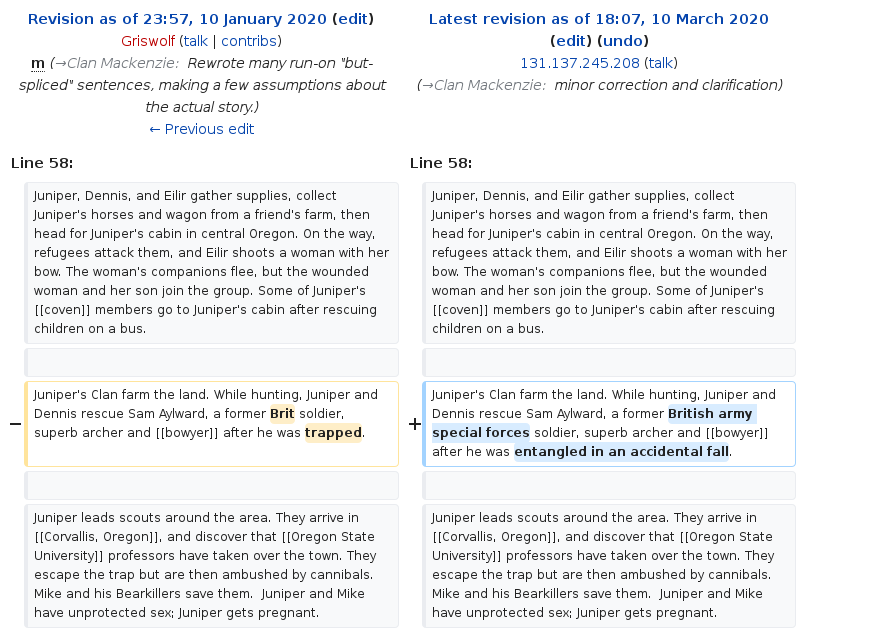 Revision as of 23:57, 10 January 2020 (edit)
Griswolf (talk | contribs)
m (→Clan Mackenzie: Rewrote many run-on "but-
spliced" sentences, making a few assumptions about
the actual story.)
← Previous edit
Latest revision as of 18:07, 10 March 2020
(edit) (undo)
131.137.245.208 (talk)
(→Clan Mackenzie: minor correction and clarification)
Line 58:
Line 58:
Juniper, Dennis, and Eilir gather supplies, collect
Juniper's horses and wagon from a friend's farm, then
head for Juniper's cabin in central Oregon. On the way,
refugees attack them, and Eilir shoots a woman with her
bow. The woman's companions flee, but the wounded
woman and her son join the group. Some of Juniper's
[[coven]] members go to Juniper's cabin after rescuing
children on a bus.
Juniper, Dennis, and Eilir gather supplies, collect
Juniper's horses and wagon from a friend's farm, then
head for Juniper's cabin in central Oregon. On the way,
refugees attack them, and Eilir shoots a woman with her
bow. The woman's companions flee, but the wounded
woman and her son join the group. Some of Juniper's
[[coven]] members go to Juniper's cabin after rescuing
children on a bus.
−
Juniper's Clan farm the land. While hunting, Juniper and
Dennis rescue Sam Aylward, a former Brit soldier,
superb archer and [[bowyer]] after he was trapped.
+
Juniper's Clan farm the land. While hunting, Juniper and
Dennis rescue Sam Aylward, a former British army
special forces soldier, superb archer and [[bowyer]]
after he was entangled in an accidental fall.
Juniper leads scouts around the area. They arrive in
[[Corvallis, Oregon]], and discover that [[Oregon State
University]] professors have taken over the town. They
escape the trap but are then ambushed by cannibals.
Mike and his Bearkillers save them.  Juniper and Mike
have unprotected sex; Juniper gets pregnant.
Juniper leads scouts around the area. They arrive in
[[Corvallis, Oregon]], and discover that [[Oregon State
University]] professors have taken over the town. They
escape the trap but are then ambushed by cannibals.
Mike and his Bearkillers save them.  Juniper and Mike
have unprotected sex; Juniper gets pregnant.